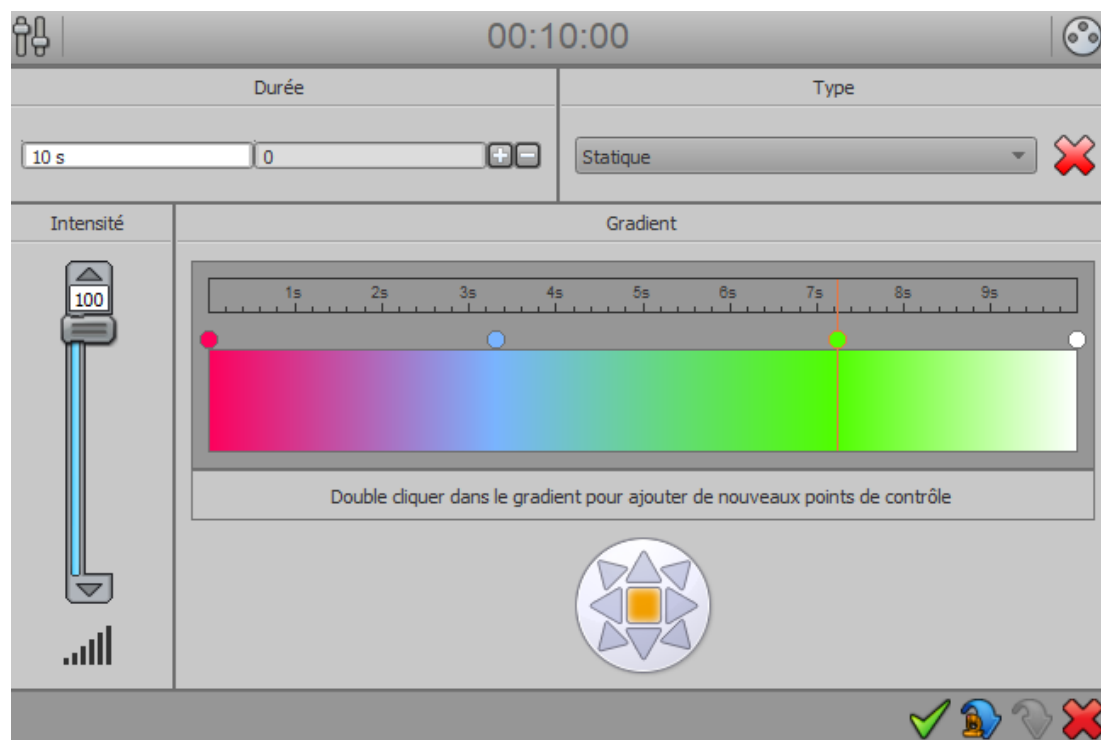 00:10:00
Durée
Type
10 s
0
Statique
Intensité
Gradient
100
1s 2s 3s 4s 5s 6s 7s 8s 9s
Double cliquer dans le gradient pour ajouter de nouveaux points de contrôle